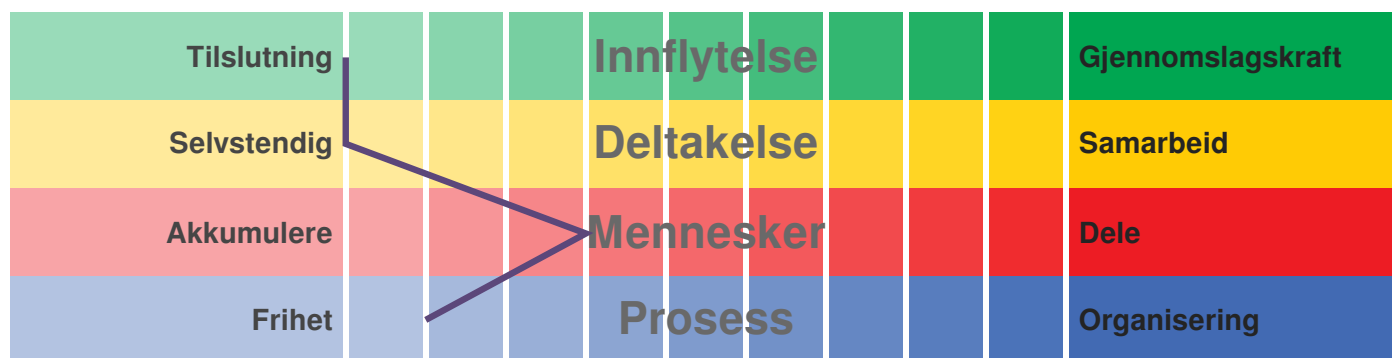 Tilslutning Innflytelse Gjennomslagskraft
Selvstendig Deltakelse Samarbeid
Akkumulere Mennesker Dele
Frihet Prosess Organisering